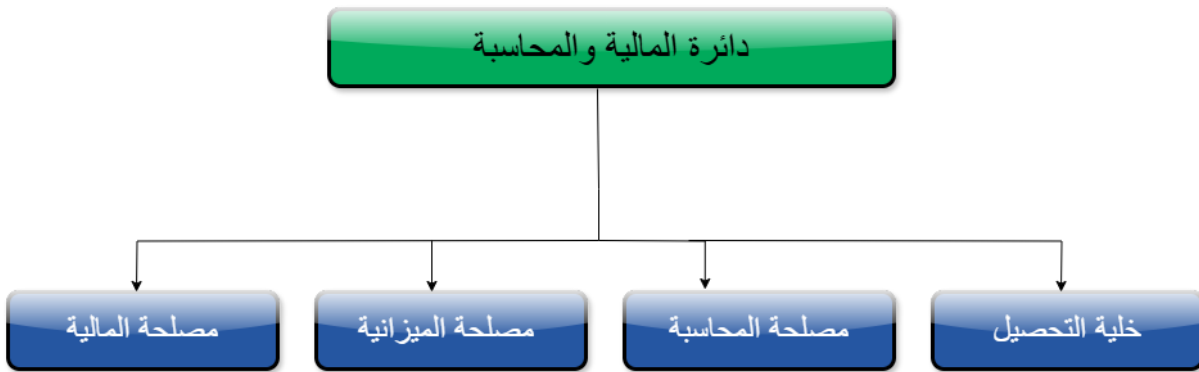 دائرة المالية والمحاسبة
خلية التحصيل
مصلحة المحاسبة
مصلحة الميزانية
مصلحة المالية